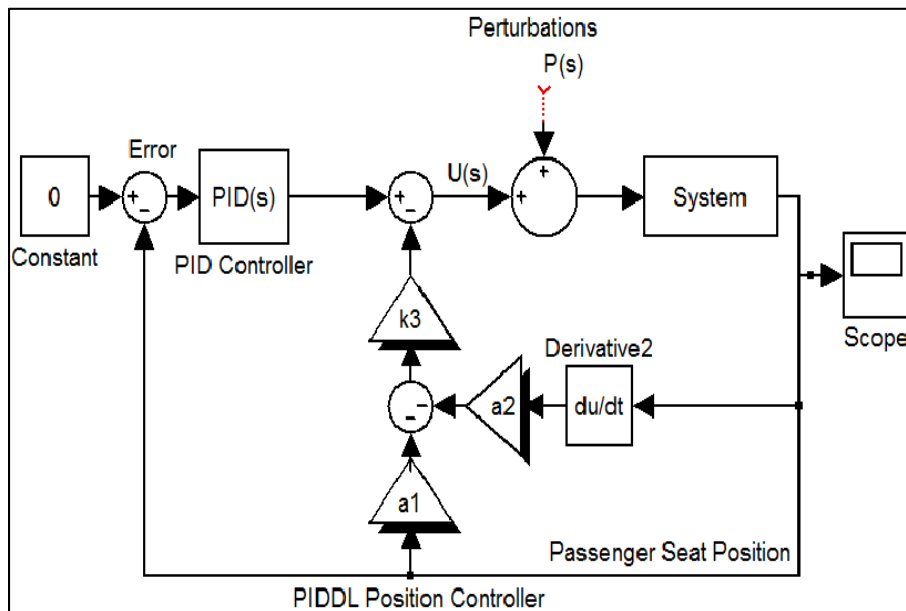 Perturbations
P(s)
Error
0
+
-
PID(s)
+
-
U(s)
+
+
System
Constant
PID Controller
k3
Scope
Derivative2
-
-
a2
du/dt
a1
Passenger Seat Position
PIDDL Position Controller